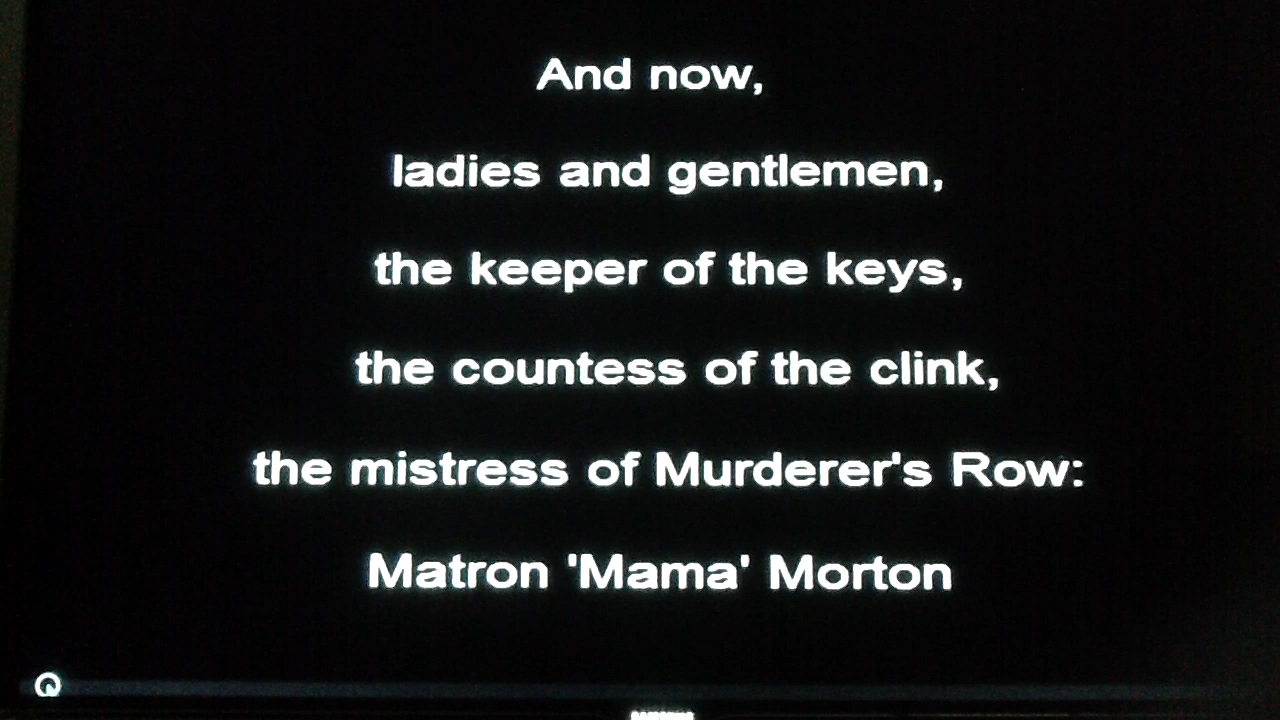 And now,
ladies and gentlemen,
the keeper of the keys,
the countess of the clink,
the mistress of Murderer's Row:
Matron 'Mama' Morton